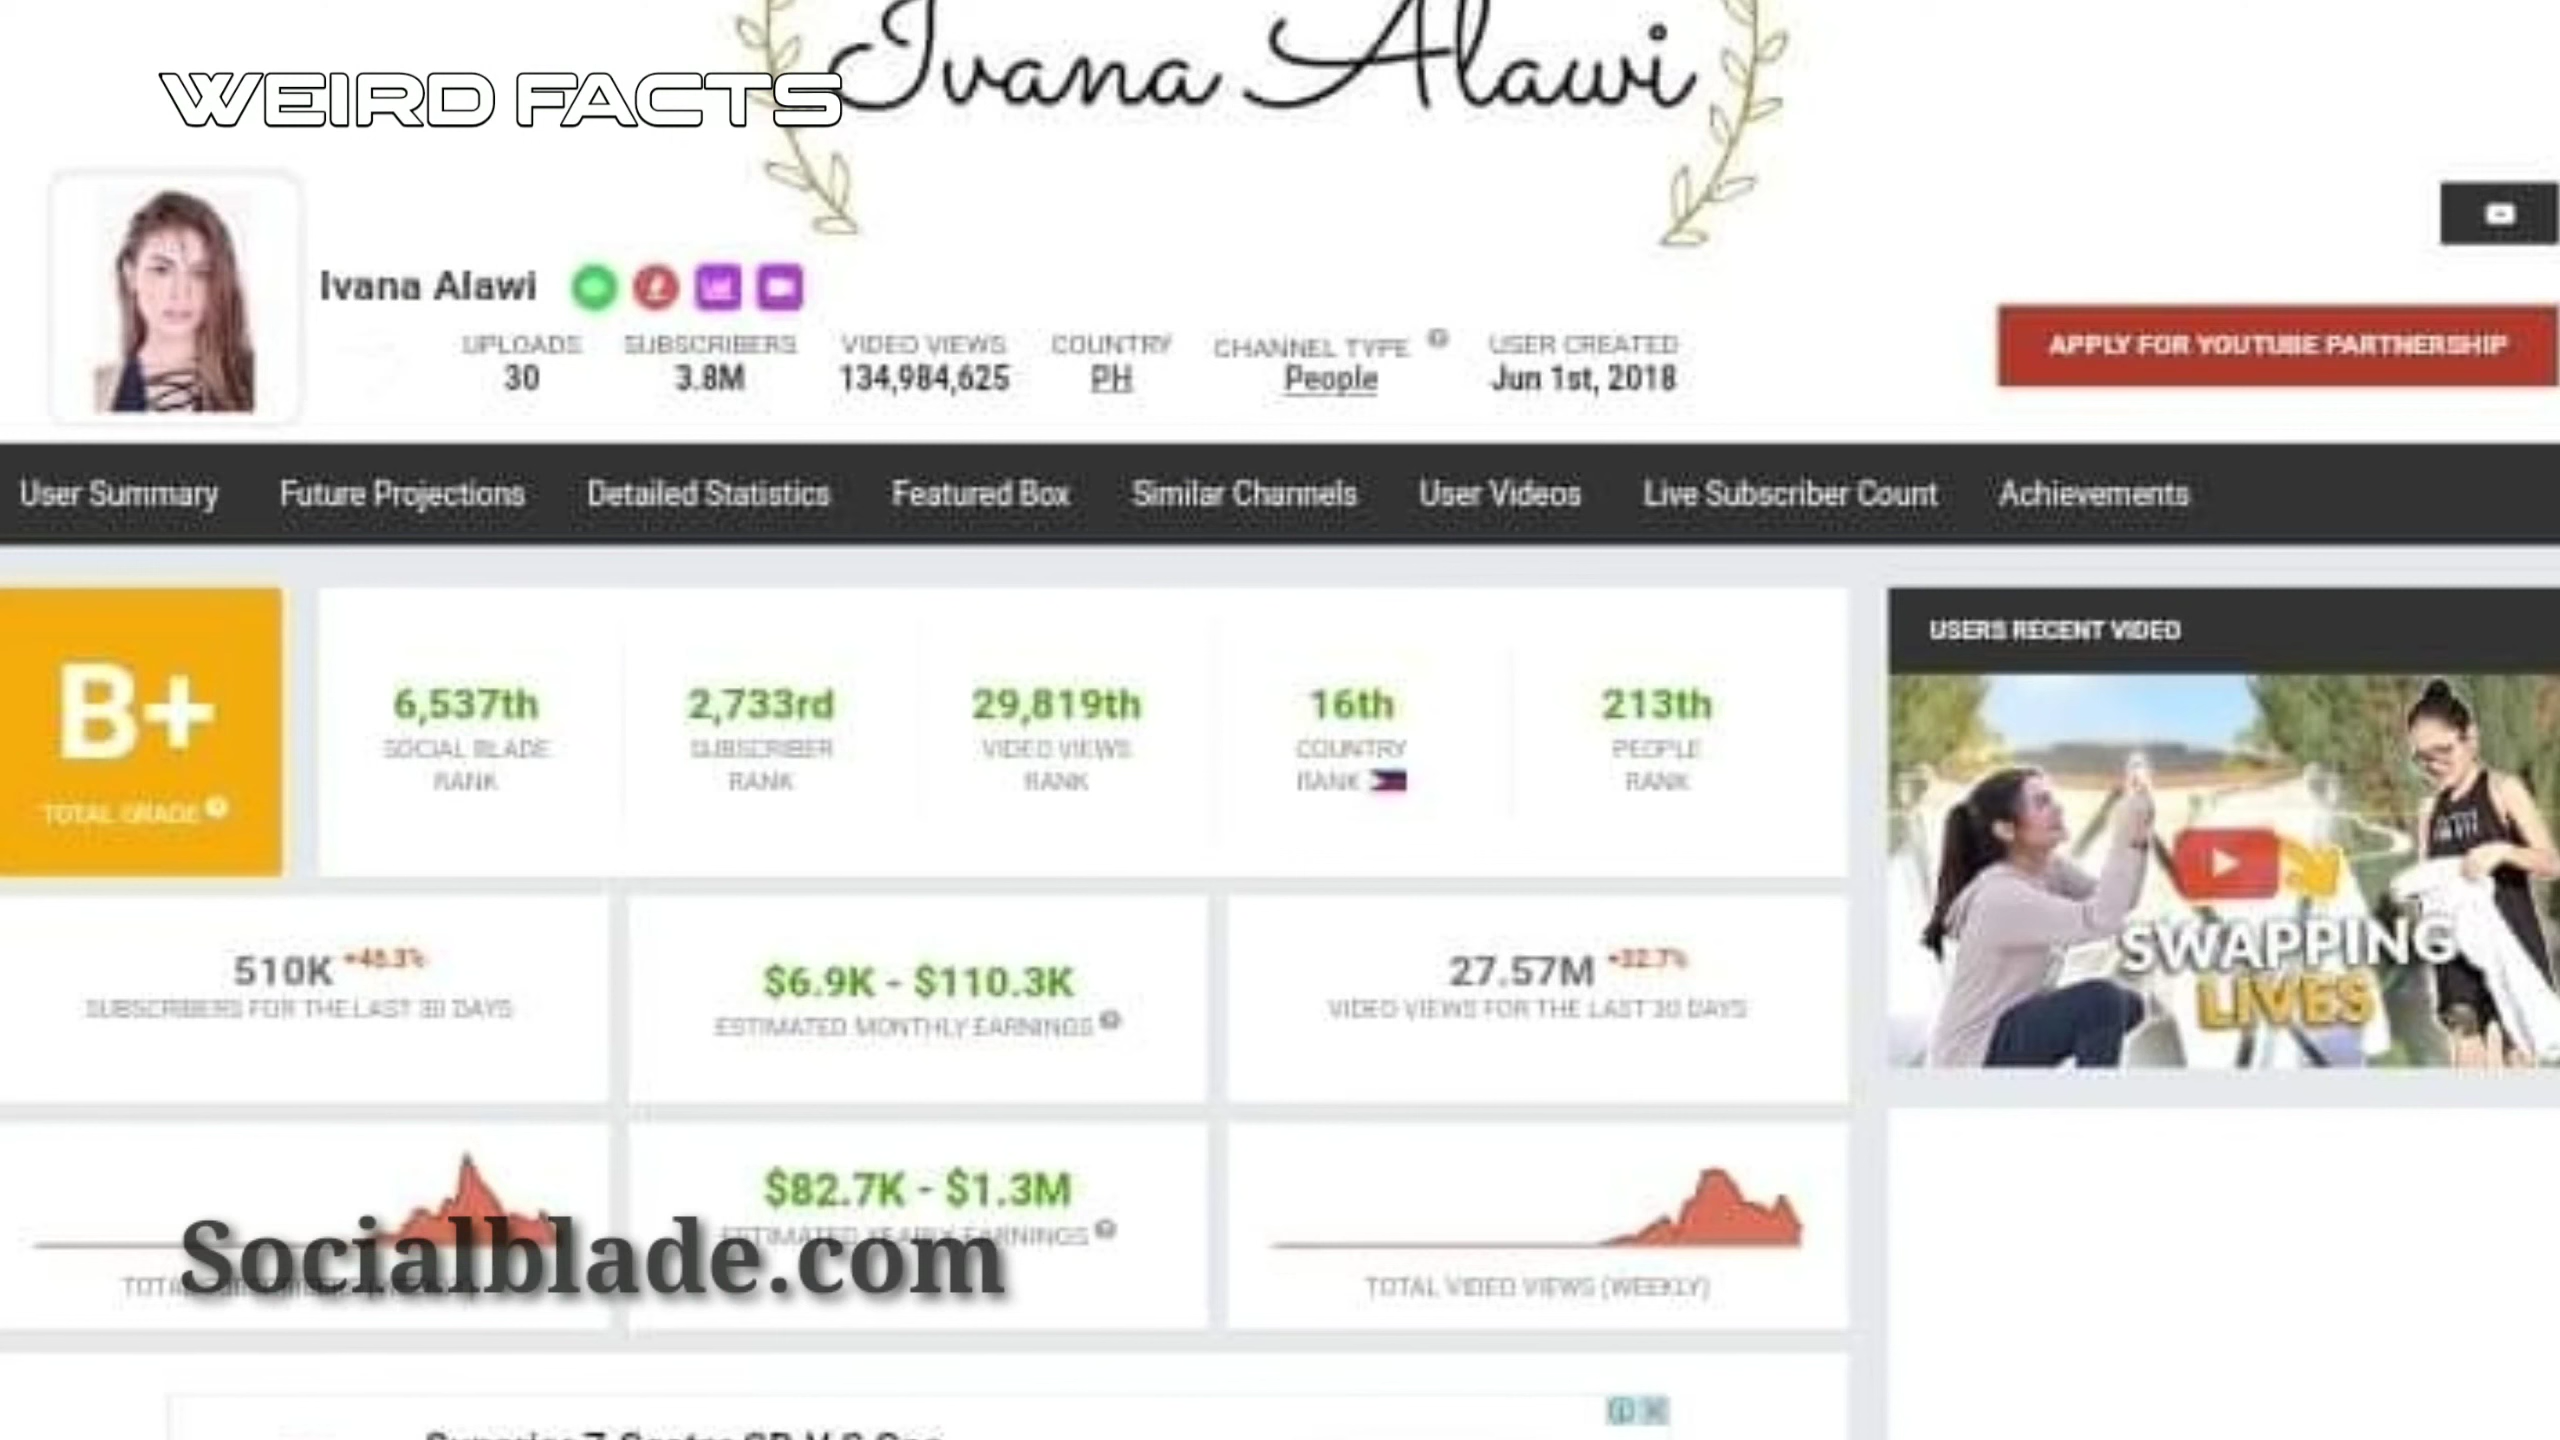 Ivana Alawi
WEIRD FACTS
Ivana Alawi
UPLOADS
30
SUBSCRIBERS
3.8M
VIDEO VIEWS
134,984,625
COUNTRY
PH
CHANNEL TYPE
People
USER CREATED
Jun 1st, 2018
APPLY FOR YOUTUBE PARTNERSHIP
User Summary Future Projections Detailed Statistics Featured Box Similar Channels User Videos Live Subscriber Count Achievements
B+
TOTAL GRADE
6,537th
SOCIAL BLADE
RANK
2,733rd
SUBSCRIBER
RANK
29,819th
VIDEO VIEWS
RANK
16th
COUNTRY
RANK
213th
PEOPLE
RANK
USERS RECENT VIDEO
SWAPPING
LIVES
510K
SUBSCRIBERS FOR THE LAST 30 DAYS
$6.9K - $110.3K
ESTIMATED MONTHLY EARNINGS
27.57M +32.7%
VIDEO VIEWS FOR THE LAST 30 DAYS
$82.7K - $1.3M
ESTIMATED YEARLY EARNINGS
Socialblade.com
TOTAL VIDEO VIEWS (WEEKLY)